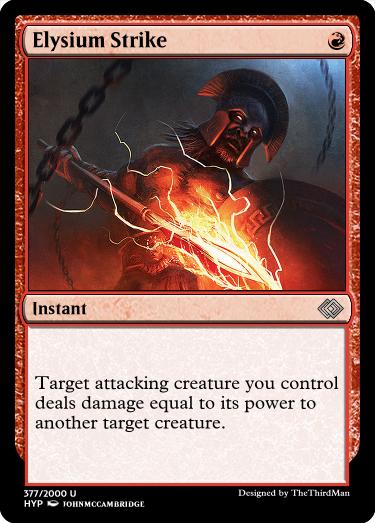 Elysium Strike
Instant
Target attacking creature you control
deals damage equal to its power to
another target creature.
377/2000 U
HYP JOHNMCCAMBRIDGE
Designed by TheThirdMan